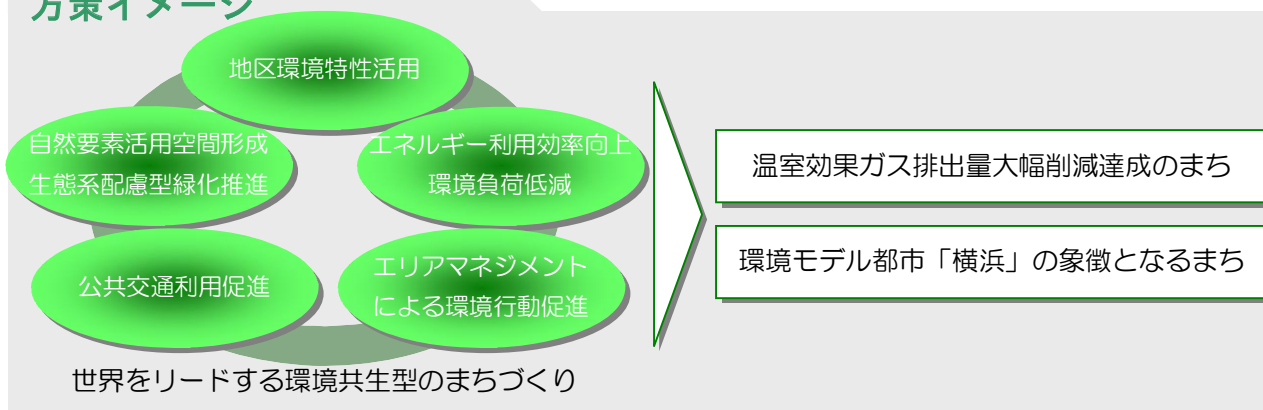 方策イメージ
地区環境特性活用
自然要素活用空間形成
生態系配慮型緑化推進
エネルギー利用効率向上
環境負荷低減
公共交通利用促進
エリアマネジメント
による環境行動促進
世界をリードする環境共生型のまちづくり
温室効果ガス排出量大幅削減達成のまち
環境モデル都市「横浜」の象徴となるまち